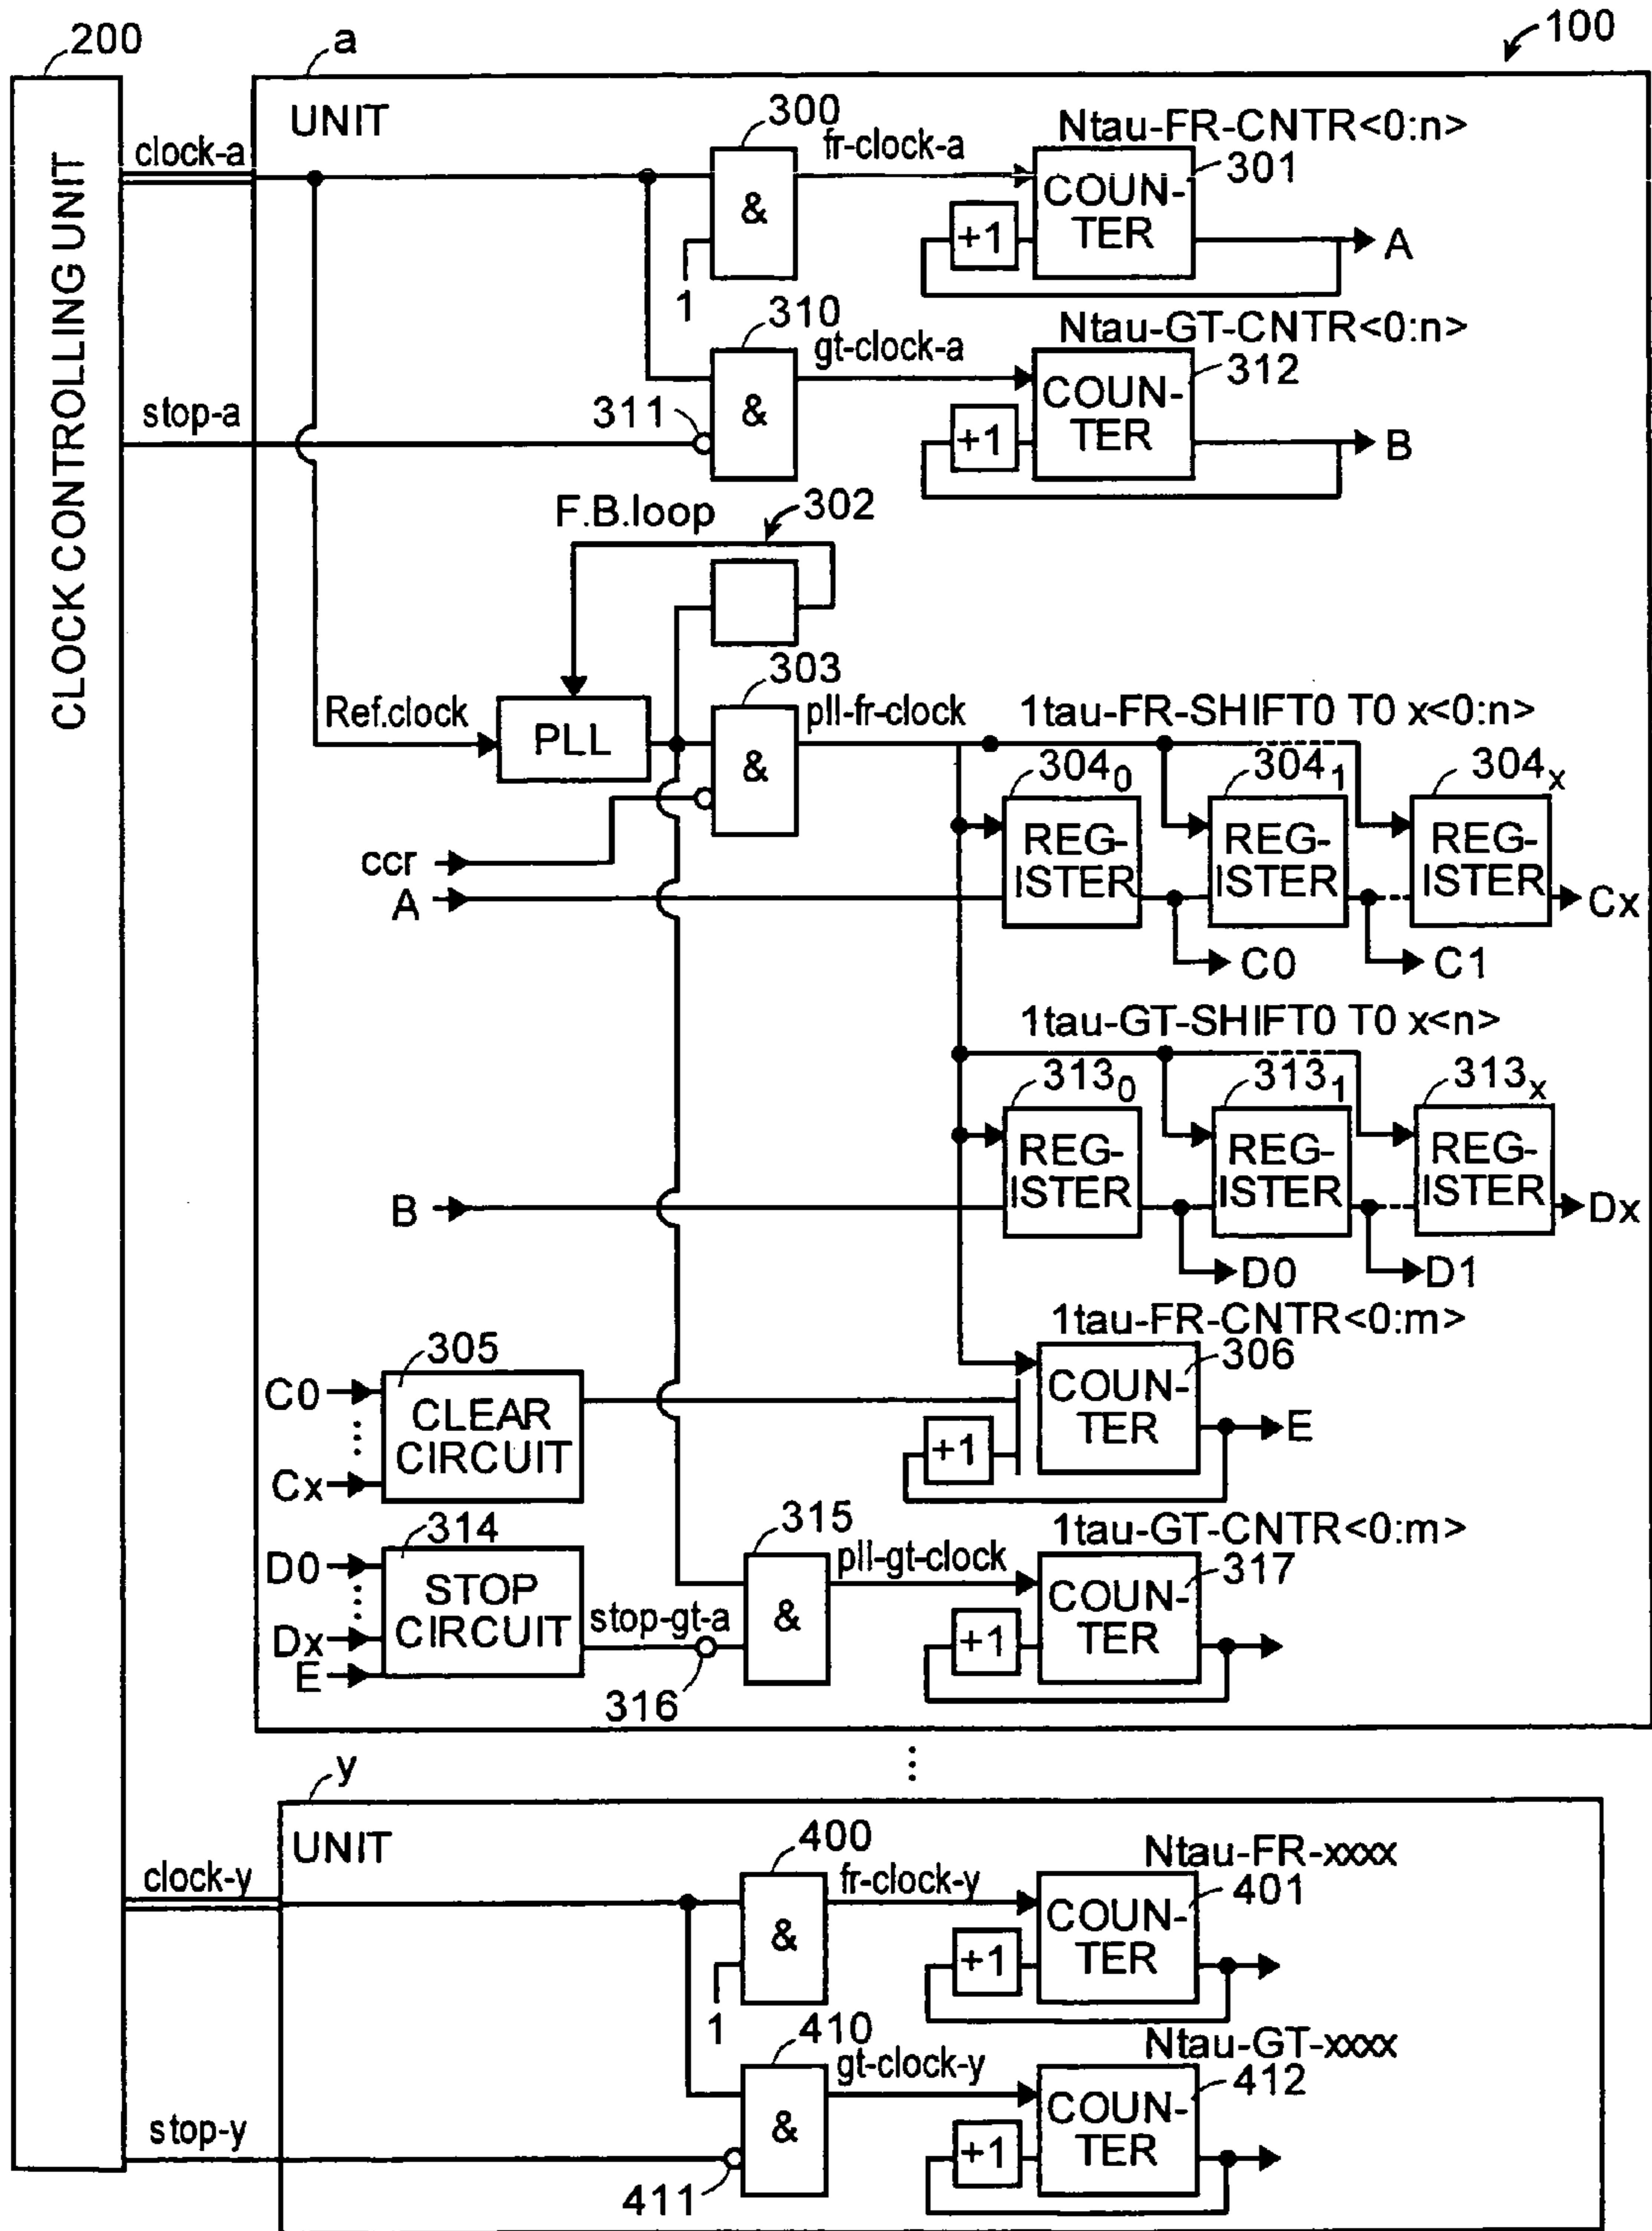 100
200
a
CLOCK CONTROLLING UNIT
UNIT
clock-a
300
fr-clock-a
Ntau-FR-CNTR<0:n>
301
&
1
+1
COUN-
TER
A
310
gt-clock-a
Ntau-GT-CNTR<0:n>
312
stop-a
311
&
+1
COUN-
TER
B
F.B.loop
302
303
Ref.clock
PLL
&
pll-fr-clock
1tau-FR-SHIFT0 T0 x<0:n>
3040
3041
304x
REG-
ISTER
REG-
ISTER
REG-
ISTER
ccr
A
Cx
C0
C1
1tau-GT-SHIFT0 T0 x<n>
3130
3131
313x
REG-
ISTER
REG-
ISTER
REG-
ISTER
B
Dx
D0
D1
1tau-FR-CNTR<0:m>
305
306
C0
Cx
CLEAR
CIRCUIT
+1
COUN-
TER
E
314
315
1tau-GT-CNTR<0:m>
D0
Dx
E
STOP
CIRCUIT
stop-gt-a
316
&
pll-gt-clock
317
+1
COUN-
TER
y
UNIT
clock-y
400
fr-clock-y
Ntau-FR-xxxx
401
&
1
+1
COUN-
TER
410
gt-clock-y
Ntau-GT-xxxx
412
stop-y
411
&
+1
COUN-
TER